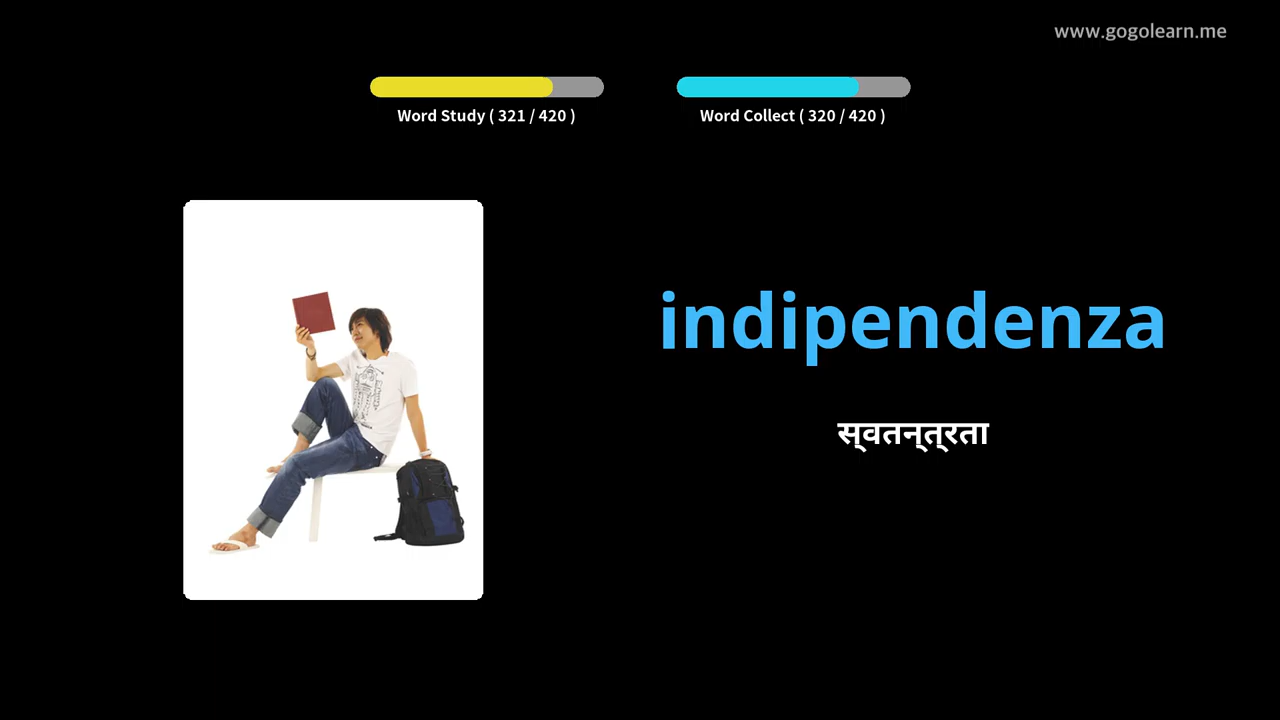 www.gogolearn.me
Word Study ( 321 / 420 )
Word Collect ( 320 / 420 )
indipendenza
स्वतन्त्रता